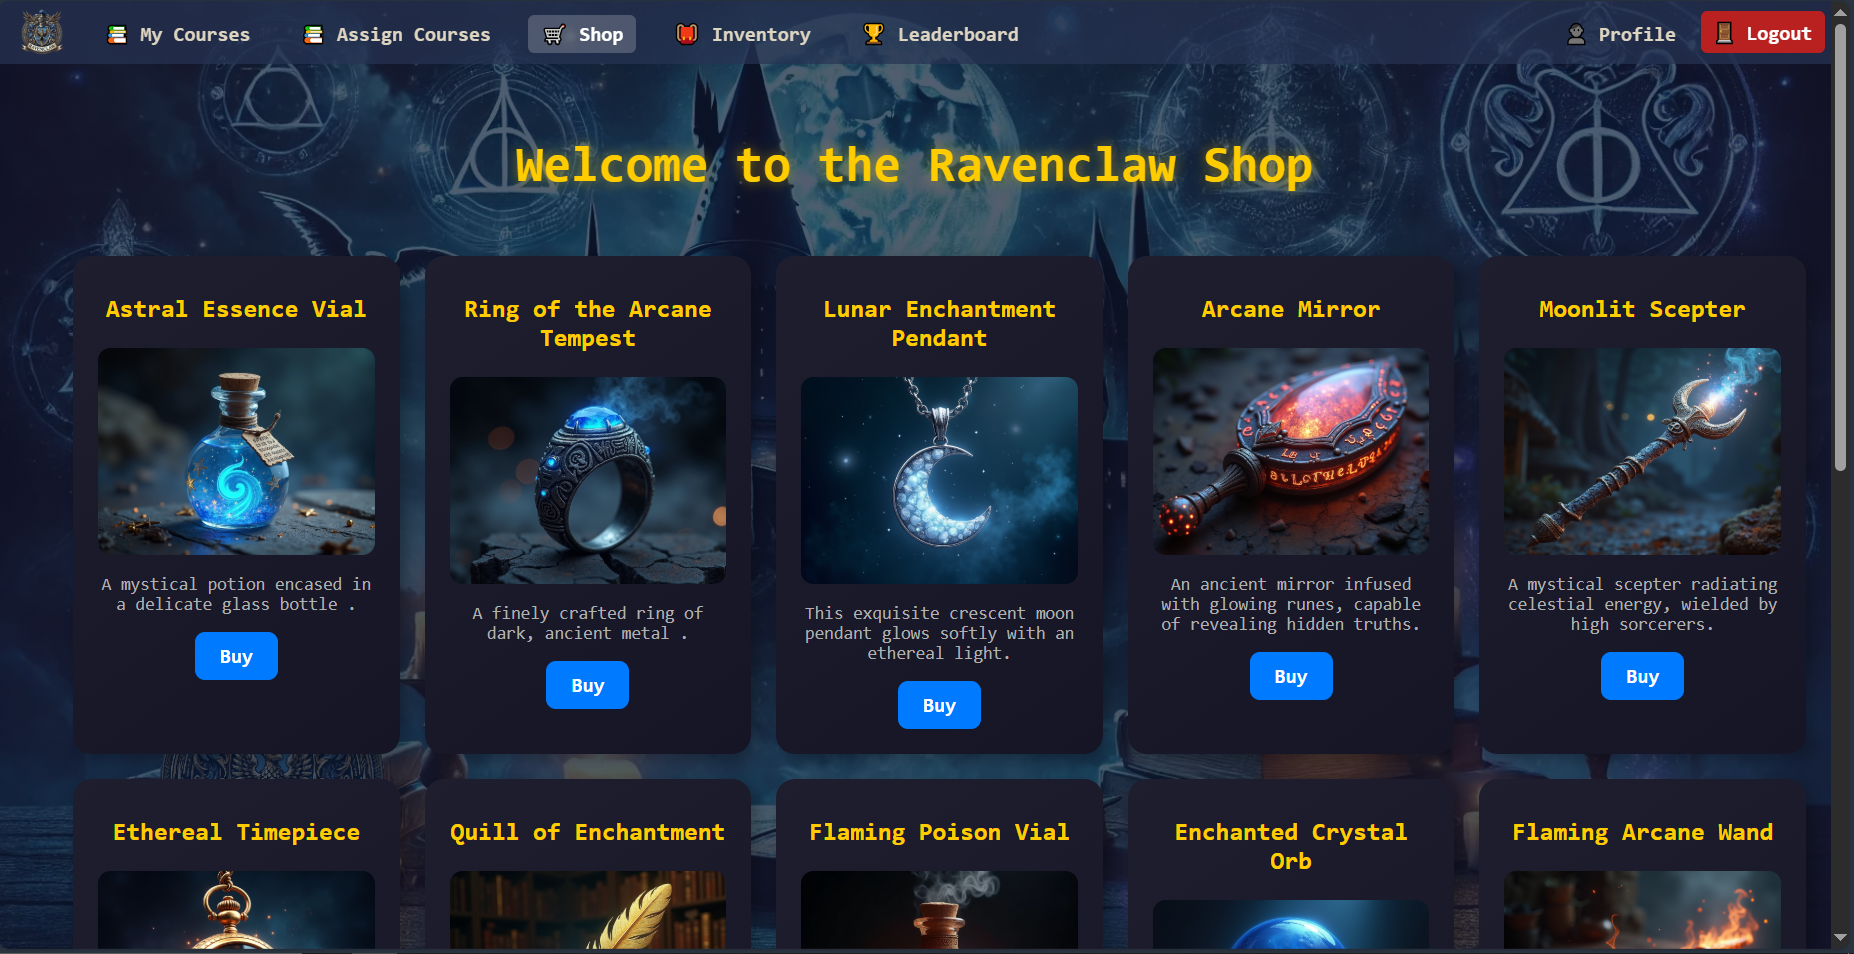 My Courses
Assign Courses
Shop
Inventory
Leaderboard
Profile
Logout
Welcome to the Ravenclaw Shop
Astral Essence Vial
A mystical potion encased in
a delicate glass bottle .
Buy
Ring of the Arcane
Tempest
A finely crafted ring of
dark, ancient metal .
Buy
Lunar Enchantment
Pendant
This exquisite crescent moon
pendant glows softly with an
ethereal light.
Buy
Arcane Mirror
An ancient mirror infused
with glowing runes, capable
of revealing hidden truths.
Buy
Moonlit Scepter
A mystical scepter radiating
celestial energy, wielded by
high sorcerers.
Buy
Ethereal Timepiece
Quill of Enchantment
Flaming Poison Vial
Enchanted Crystal
Orb
Flaming Arcane Wand